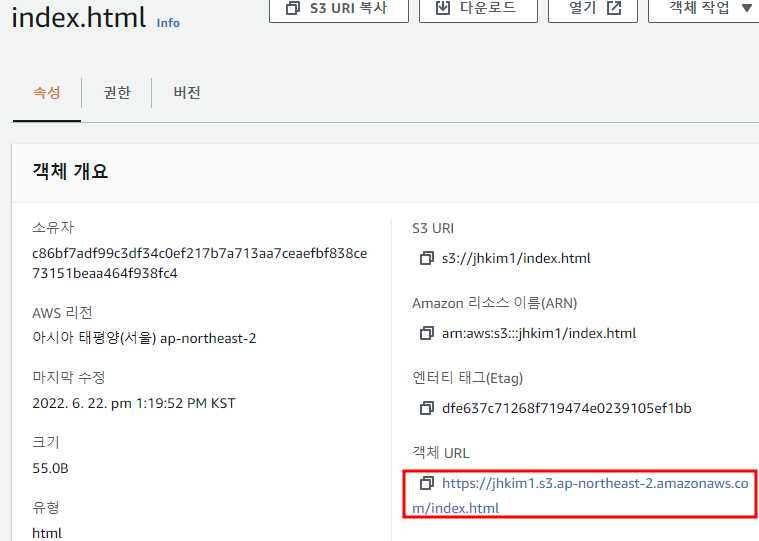 index.html Info
S3 URI 복사
다운로드
열기
객체 작업
속성
권한
버전
객체 개요
소유자
c86bf7adf99c3df34c0ef217b7a713aa7ceaefbf838ce
73151beaa464f938fc4
AWS 리전
아시아 태평양(서울) ap-northeast-2
마지막 수정
2022. 6. 22. pm 1:19:52 PM KST
크기
55.0B
유형
html
S3 URI
s3://jhkim1/index.html
Amazon 리소스 이름(ARN)
arn:aws:s3:::jhkim1/index.html
엔터티 태그(Etag)
dfe637c71268f719474e0239105ef1bb
객체 URL
https://jhkim1.s3.ap-northeast-2.amazonaws.co
m/index.html